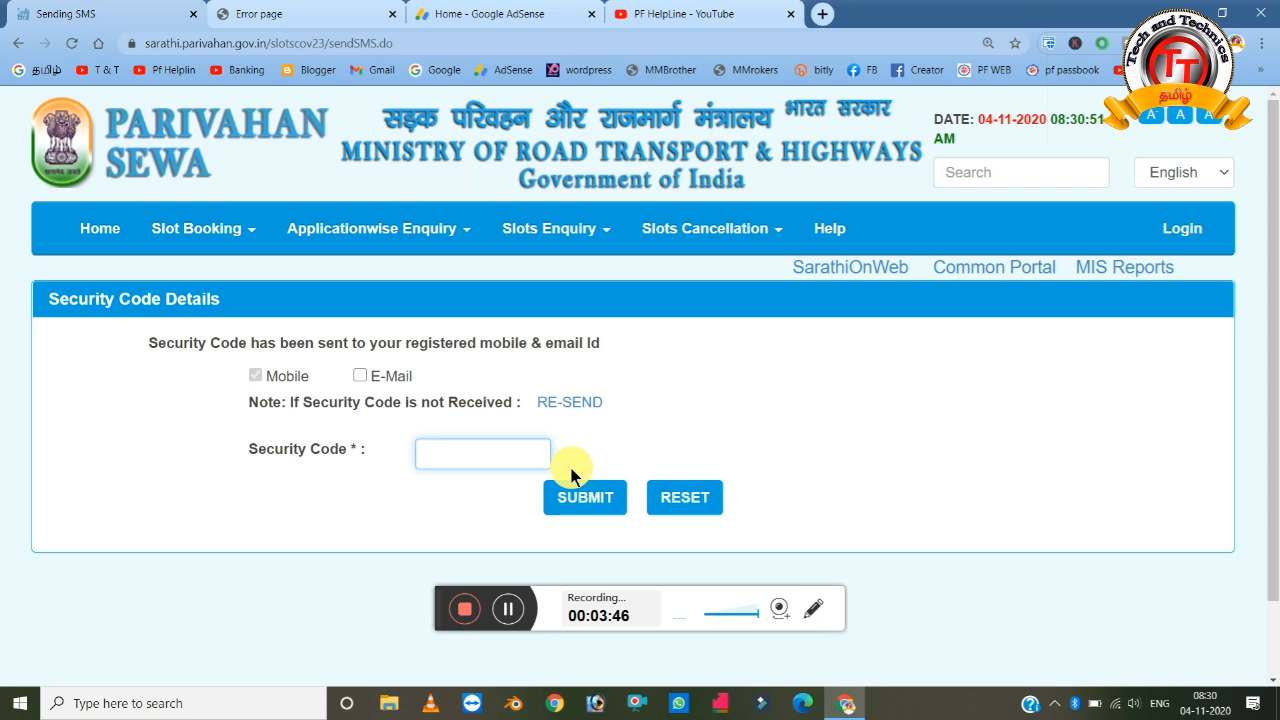 Sending SMS
Error page
Home - Google AdSense
PF HelpLine - YouTube
sarathi.parivahan.gov.in/slotscov23/sendSMS.do
தமிழ் T & T PF Helplin Banking Blogger Gmail Google AdSense wordpress MMBrother MMrokers bitly FB Creator PF WEB pf passbook
Tech and Technics
TT
தமிழ்
A A A
PARIVAHAN
SEWA
सड़क परिवहन और राजमार्ग मंत्रालय भारत सरकार
MINISTRY OF ROAD TRANSPORT & HIGHWAYS
Government of India
DATE: 04-11-2020 08:30:51
AM
Search
English
Home Slot Booking Applicationwise Enquiry Slots Enquiry Slots Cancellation Help Login
SarathiOnWeb Common Portal MIS Reports
Security Code Details
Security Code has been sent to your registered mobile & email Id
Mobile E-Mail
Note: If Security Code is not Received : RE-SEND
Security Code * :
SUBMIT RESET
Recording...
00:03:46
Type here to search
ENG
08:30
04-11-2020